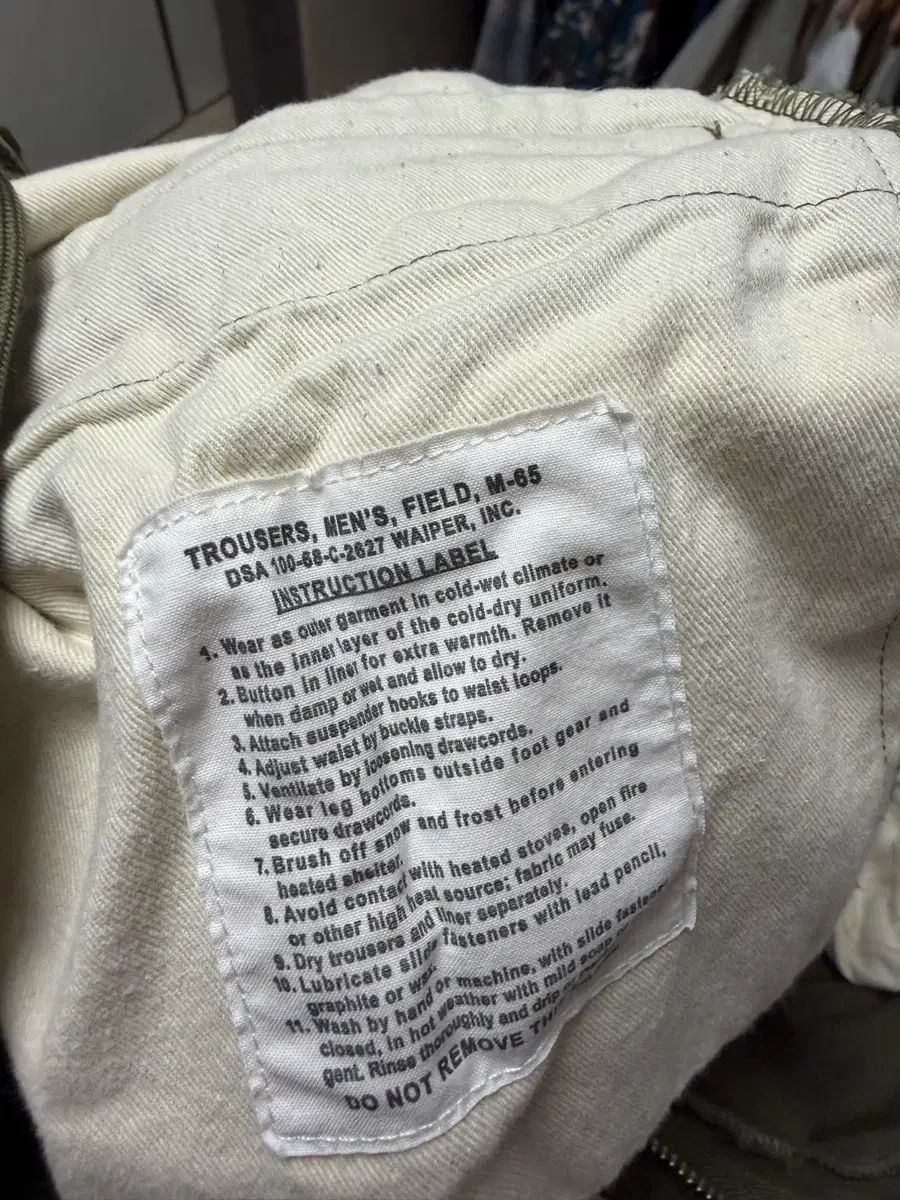 TROUSERS, MEN'S, FIELD, M-65
DSA 100-68-C-2627 WAIPER, INC.
INSTRUCTION LABEL
1. Wear as outer garment in cold-wet climate or
as the inner layer of the cold-dry uniform.
2. Button in liner for extra warmth. Remove it
when damp or wet and allow to dry.
3. Attach suspender hooks to waist loops.
4. Adjust waist by buckle straps.
5. Ventilate by loosening drawcords.
6. Wear leg bottoms outside foot gear and
secure drawcords.
7. Brush off snow and frost before entering
heated shelter.
8. Avoid contact with heated stoves, open fire
or other high heat source; fabric may fuse.
9. Dry trousers and liner separately.
10. Lubricate slide fasteners with lead pencil,
graphite or wax.
11. Wash by hand or machine, with slide fastener
closed, in hot weather with mild soap
gent. Rinse thoroughly and drip
DO NOT REMOVE